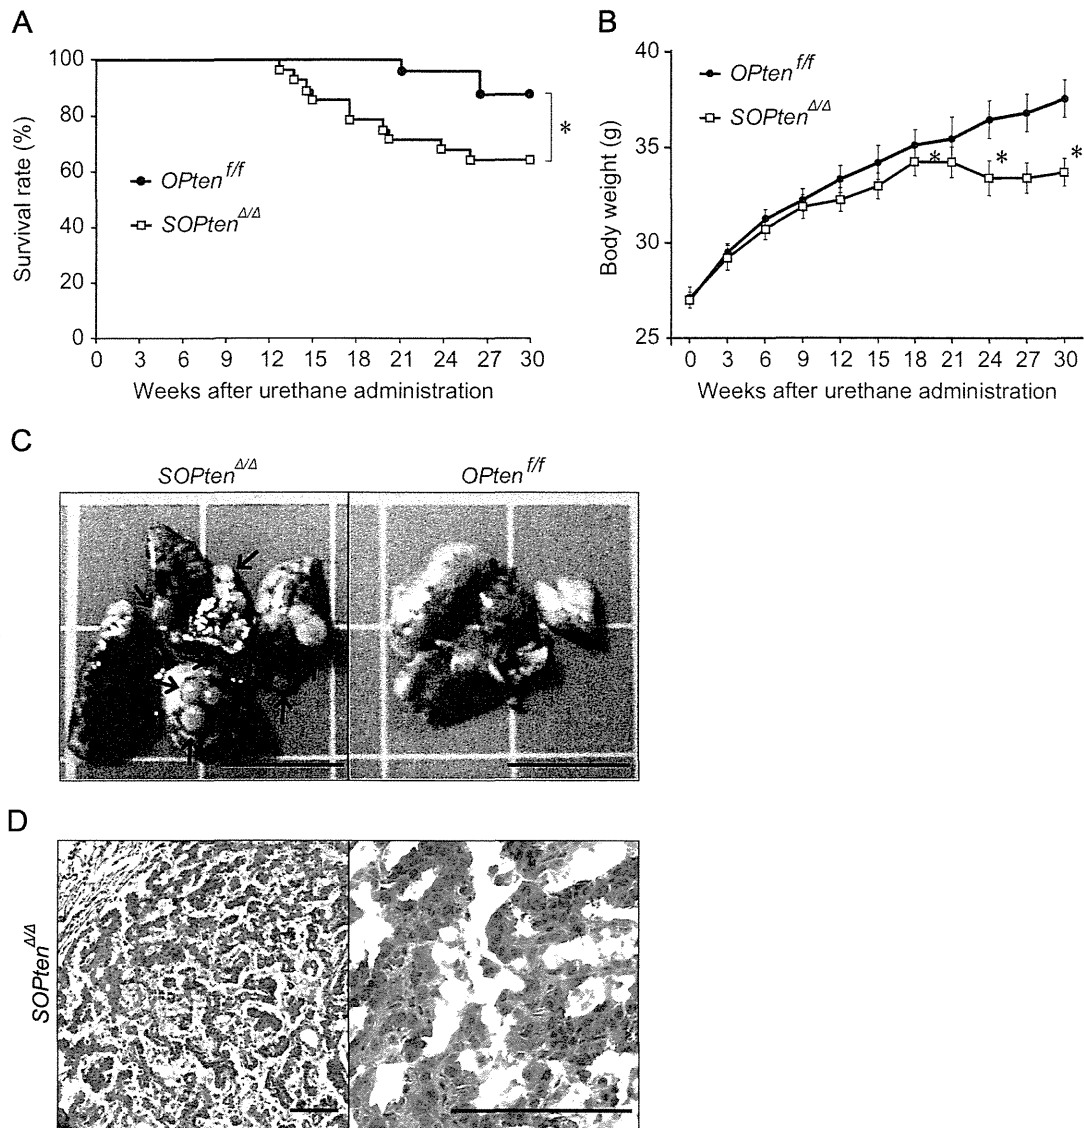 A
Survival rate (%)
100
80
60
40
20
0
OPten f/f
SOPten Δ/Δ
*
0 3 6 9 12 15 18 21 24 27 30
Weeks after urethane administration
B
Body weight (g)
40
35
30
25
OPten f/f
SOPten Δ/Δ
* * *
0 3 6 9 12 15 18 21 24 27 30
Weeks after urethane administration
C
SOPten Δ/Δ
OPten f/f
D
SOPten Δ/Δ